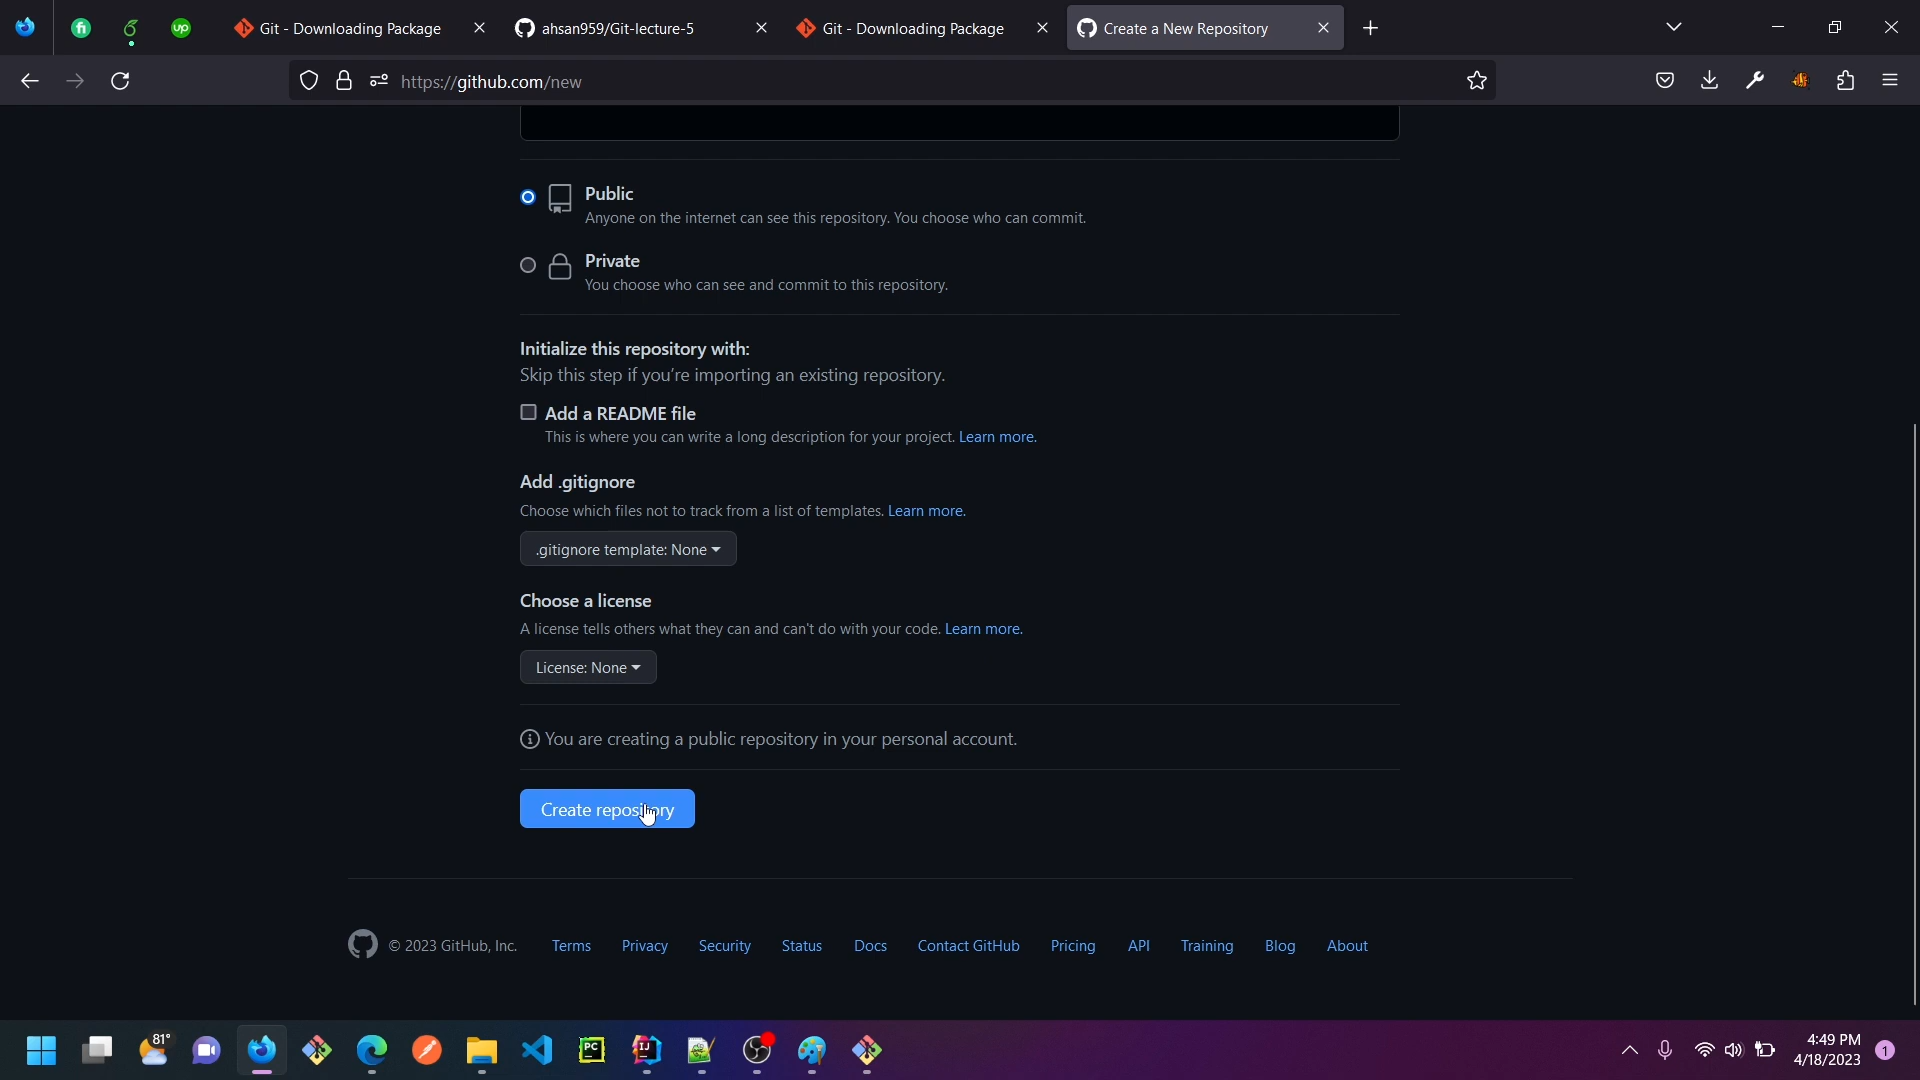 Git - Downloading Package
ahsan959/Git-lecture-5
Git - Downloading Package
Create a New Repository
https://github.com/new
Public
Anyone on the internet can see this repository. You choose who can commit.
Private
You choose who can see and commit to this repository.
Initialize this repository with:
Skip this step if you're importing an existing repository.
Add a README file
This is where you can write a long description for your project. Learn more.
Add .gitignore
Choose which files not to track from a list of templates. Learn more.
.gitignore template: None
Choose a license
A license tells others what they can and can't do with your code. Learn more.
License: None
You are creating a public repository in your personal account.
Create repository
© 2023 GitHub, Inc. Terms Privacy Security Status Docs Contact GitHub Pricing API Training Blog About
81°
PC
IJ
4:49 PM
4/18/2023
1